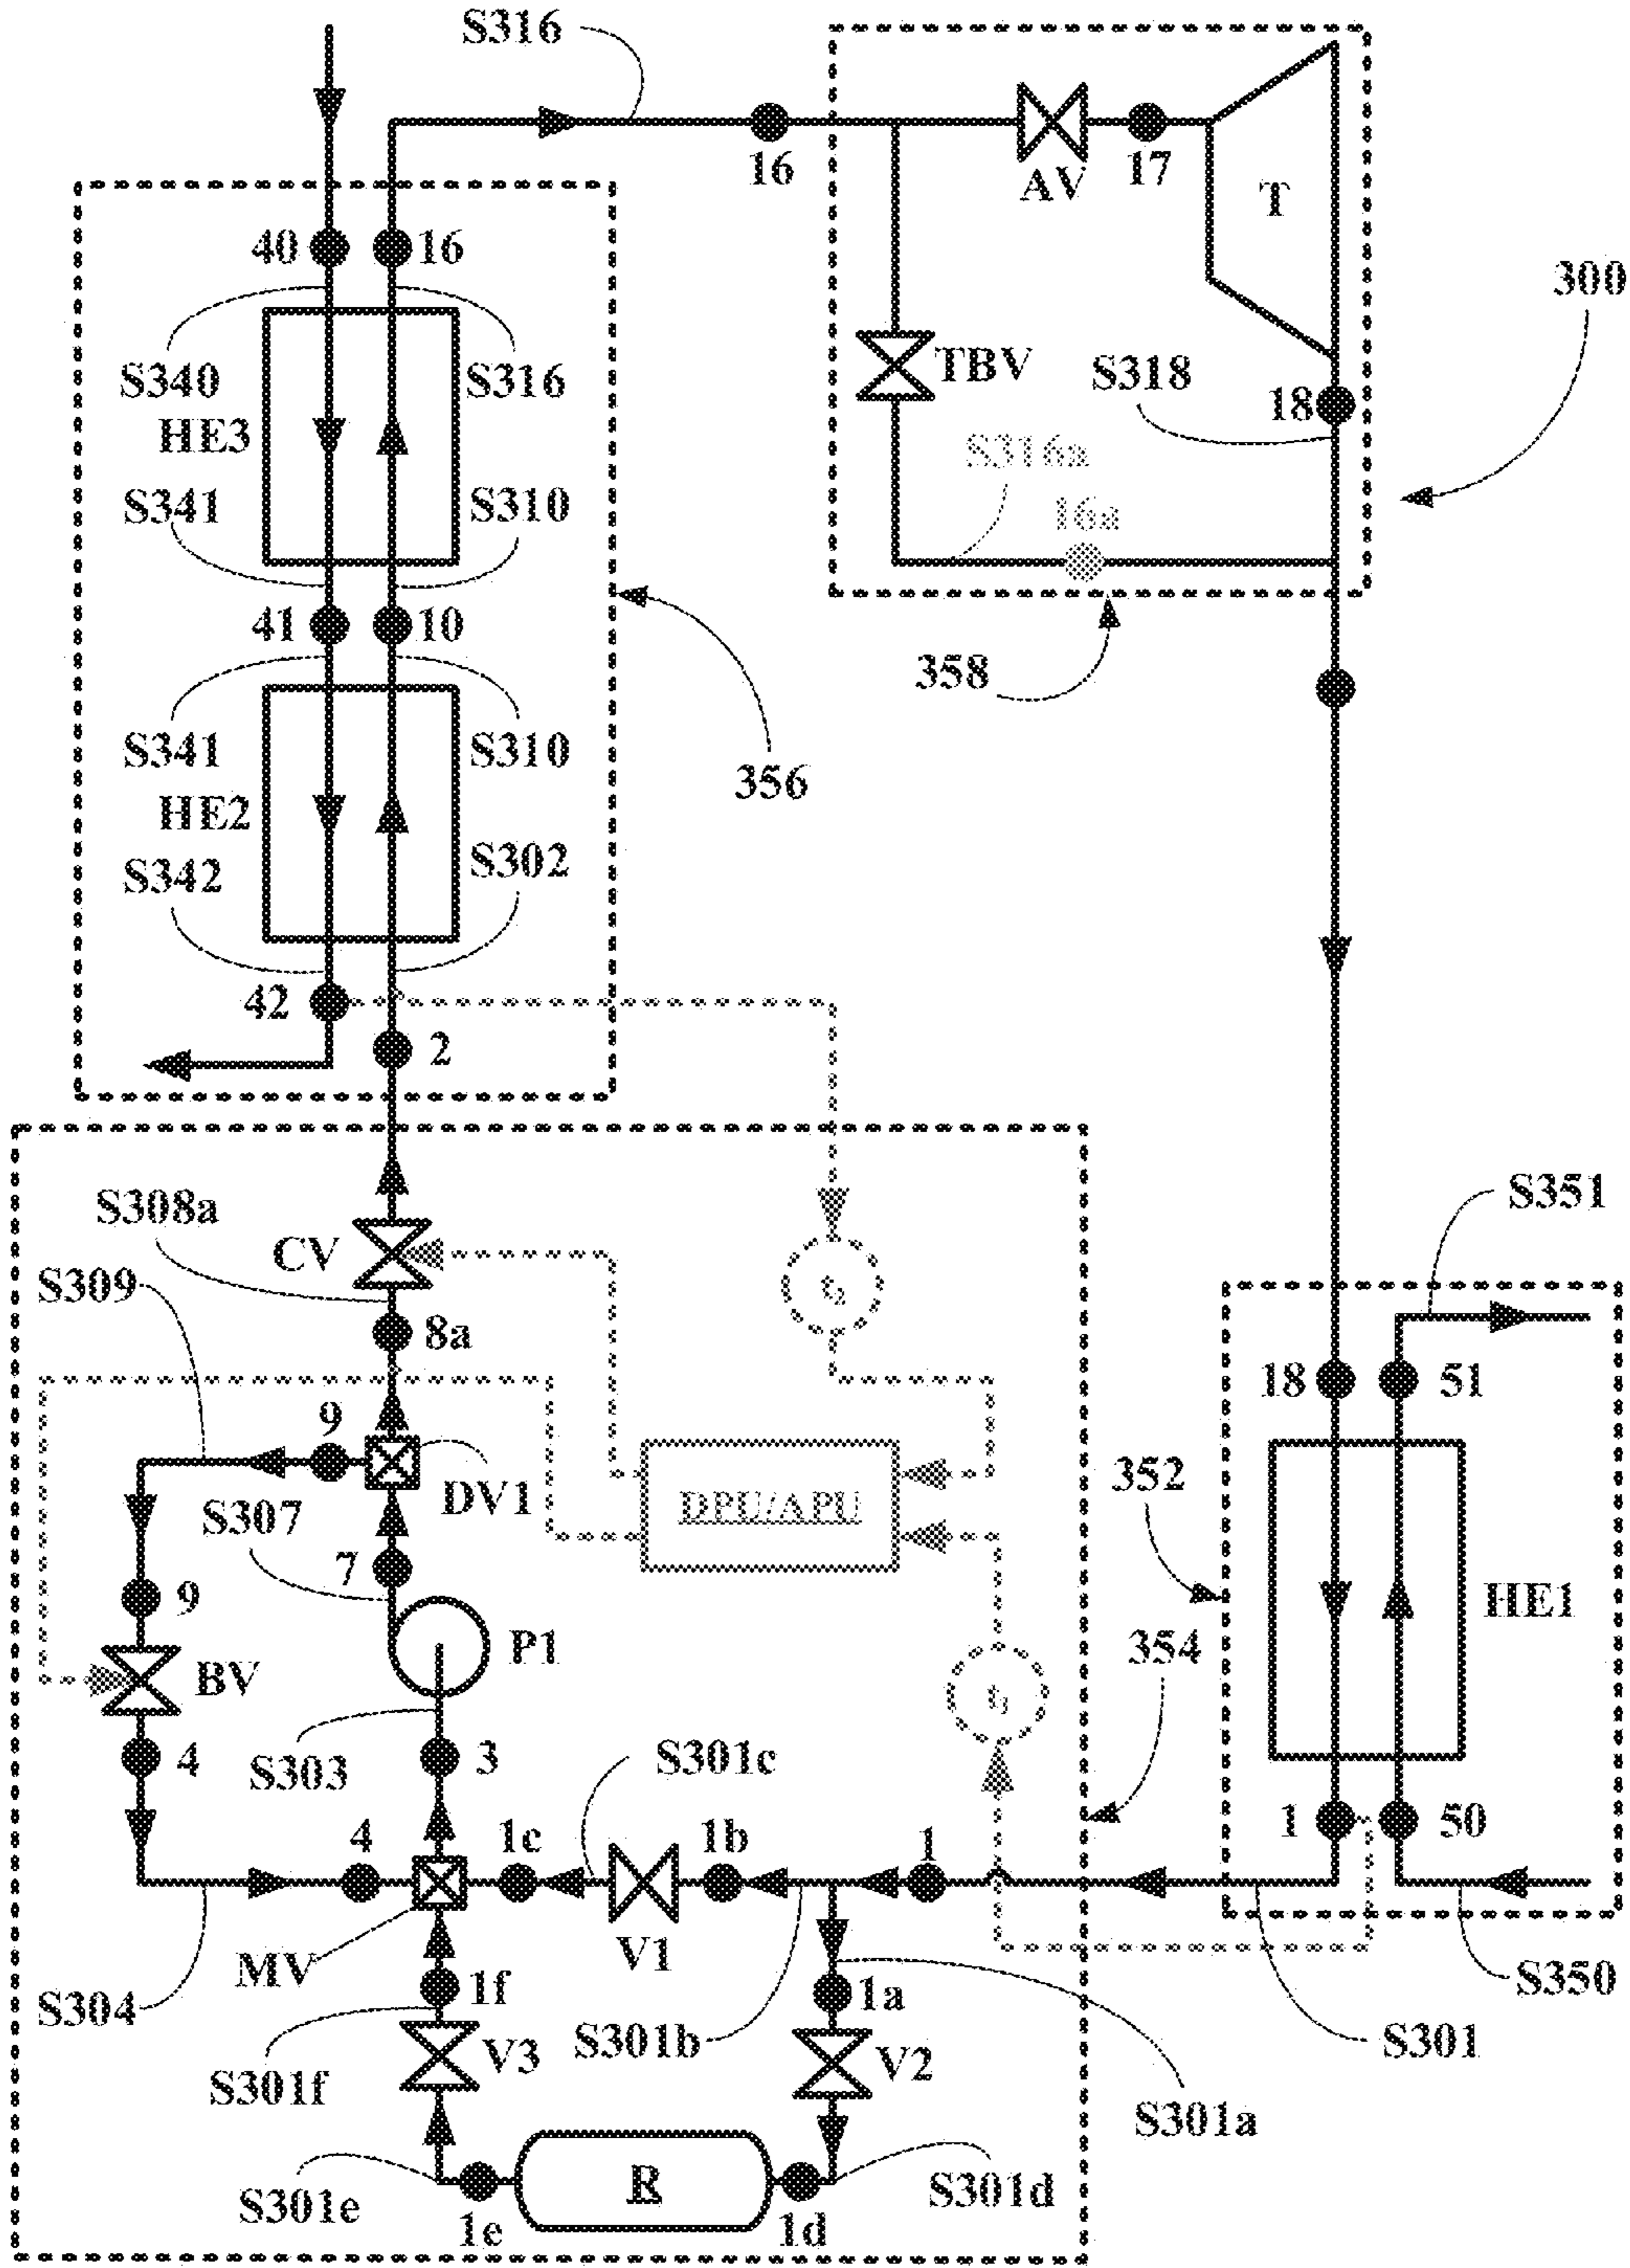 S316
16
AV
17
T
300
40
16
S340
S316
HE3
TBV
S318
18
S341
S310
S316a
16a
41
10
358
S341
S310
356
HE2
S342
S302
42
2
S308a
CV
t2
S351
S309
8a
18
51
9
DV1
DPU/APU
352
S307
7
9
HE1
P1
BV
t1
354
4
S303
3
S301c
1
50
4
1c
1b
1
MV
V1
S304
1f
1a
S350
S301b
S301
V3
V2
S301f
S301a
R
S301e
1e
1d
S301d